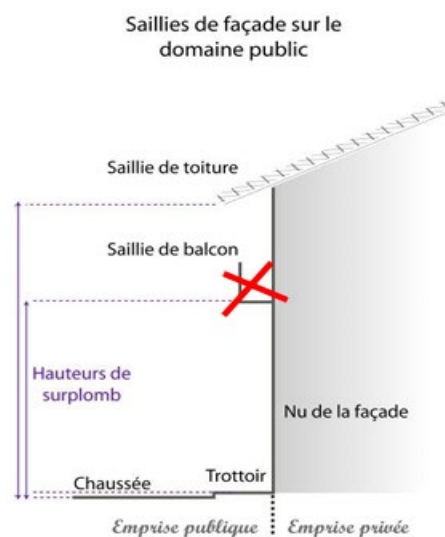 Saillies de façade sur le
domaine public
Saillie de toiture
Saillie de balcon
Hauteurs de
surplomb
Nu de la façade
Trottoir
Chaussée
Emprise publique
Emprise privée